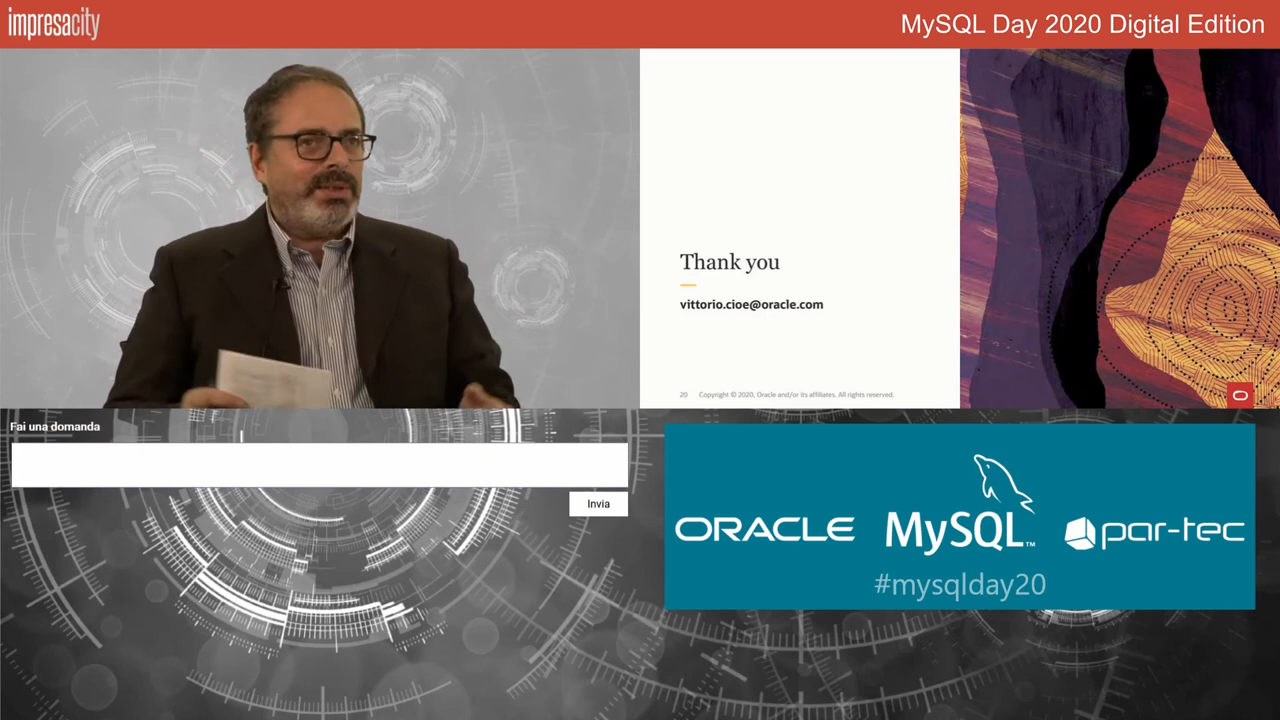 impresacity
MySQL Day 2020 Digital Edition
Thank you
vittorio.cioe@oracle.com
20 Copyright © 2020, Oracle and/or its affiliates. All rights reserved.
Fai una domanda
Invia
ORACLE
MySQL™
par-tec
#mysqlday20